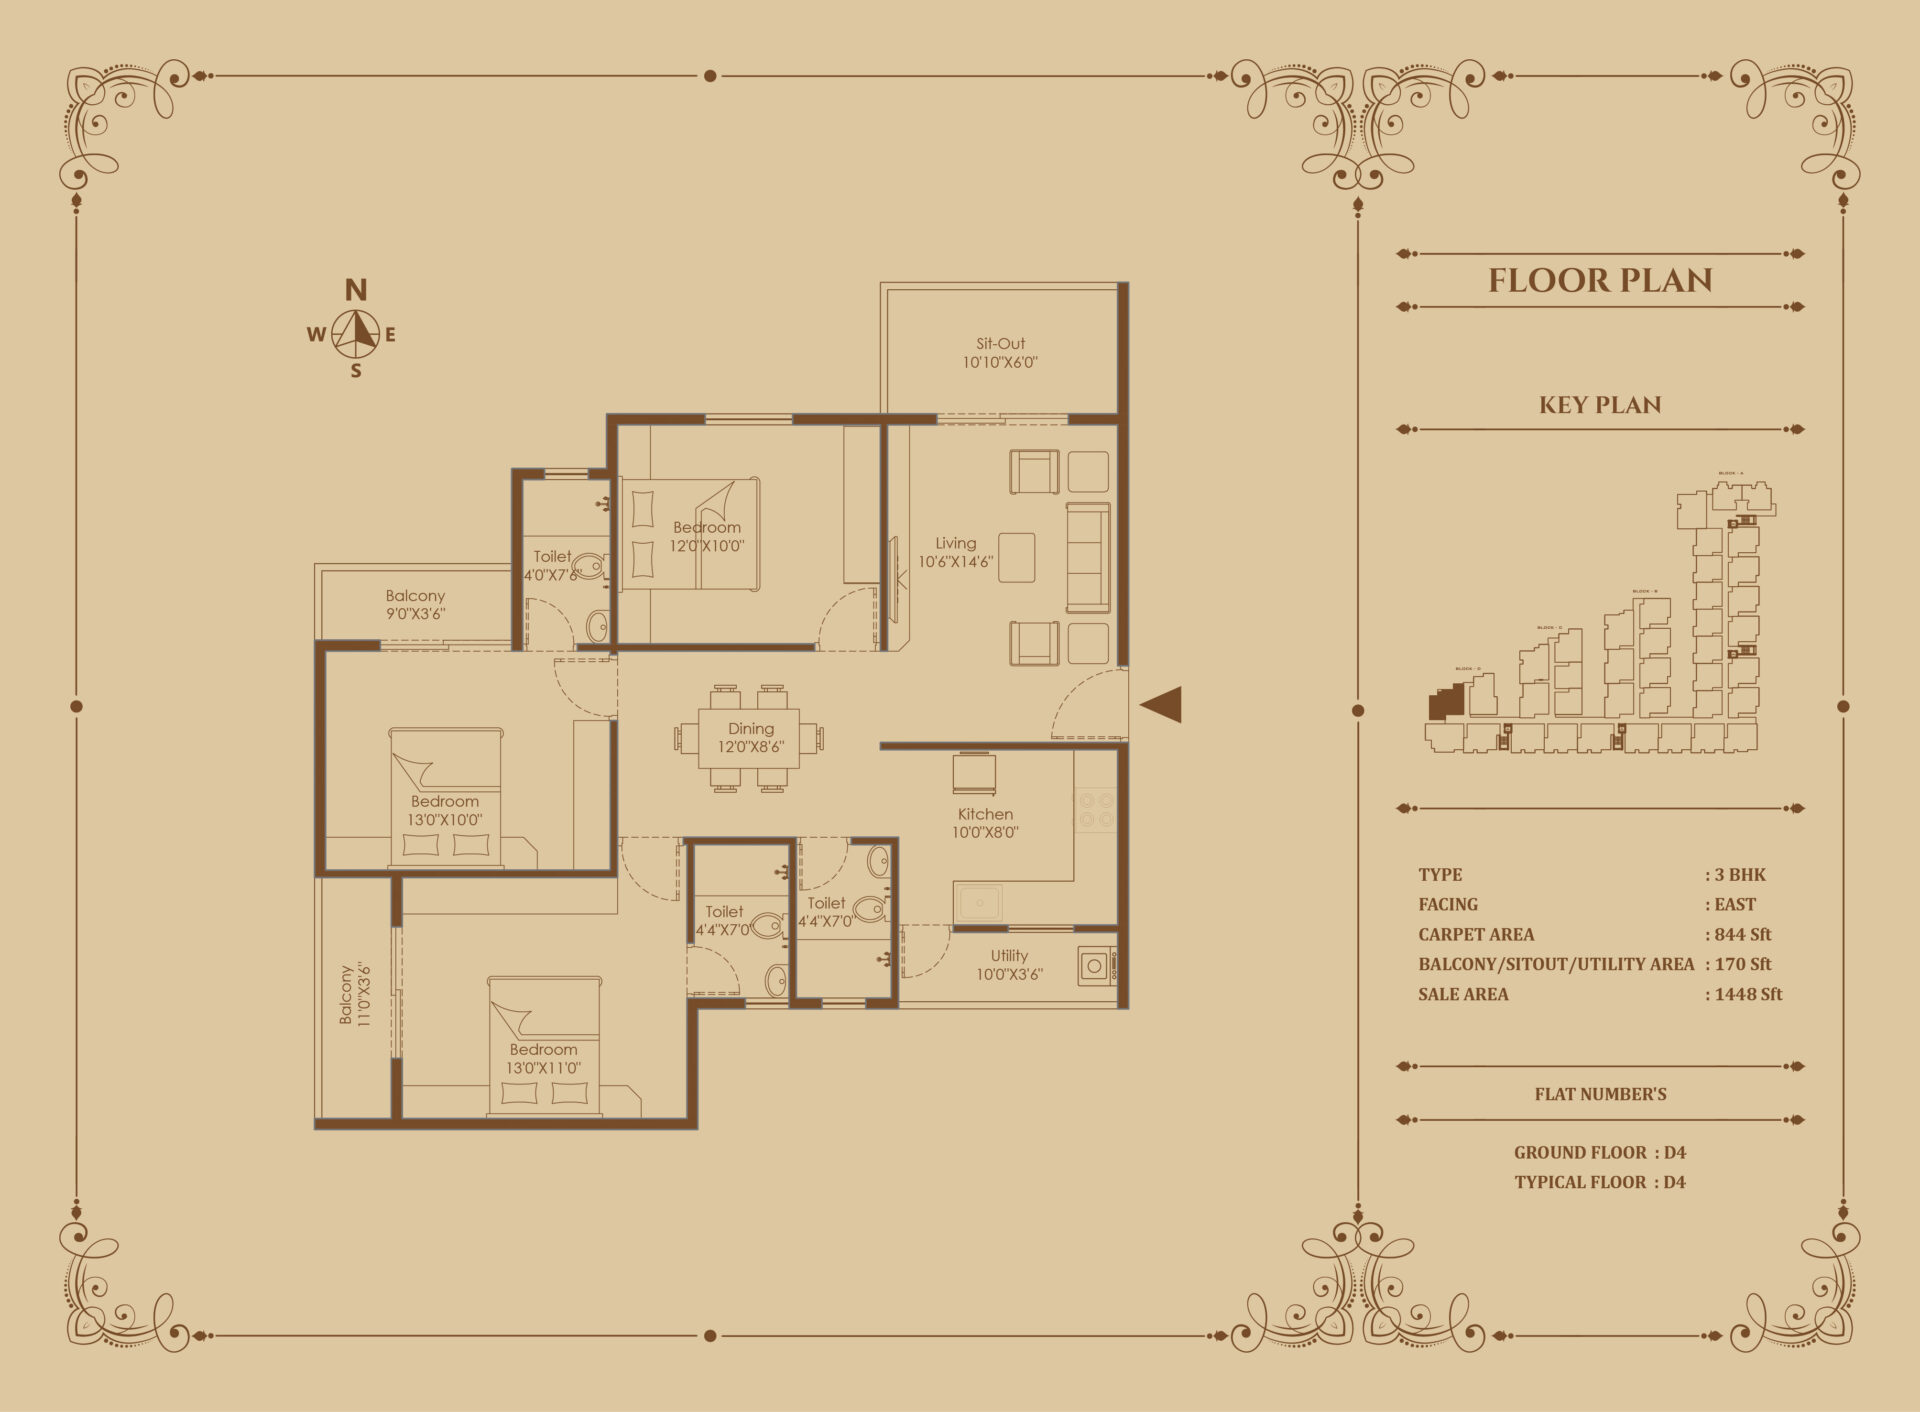 N
W E
S
Sit-Out
10'10"X6'0"
Bedroom
12'0"X10'0"
Living
10'6"X14'6"
Toilet
4'0"X7'6"
Balcony
9'0"X3'6"
Dining
12'0"X8'6"
Bedroom
13'0"X10'0"
Kitchen
10'0"X8'0"
Toilet
4'4"X7'0"
Toilet
4'4"X7'0"
Utility
10'0"X3'6"
Balcony
11'0"X3'6"
Bedroom
13'0"X11'0"
FLOOR PLAN
KEY PLAN
BLOCK - A
BLOCK - B
BLOCK - C
BLOCK - D
TYPE : 3 BHK
FACING : EAST
CARPET AREA : 844 Sft
BALCONY/SITOUT/UTILITY AREA : 170 Sft
SALE AREA : 1448 Sft
FLAT NUMBER'S
GROUND FLOOR : D4
TYPICAL FLOOR : D4